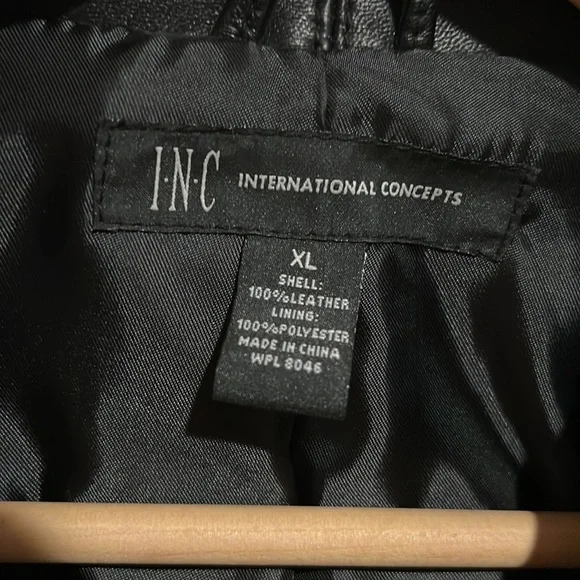 I·N·C INTERNATIONAL CONCEPTS
XL
SHELL:
100%LEATHER
LINING:
100%POLYESTER
MADE IN CHINA
WPL 8046